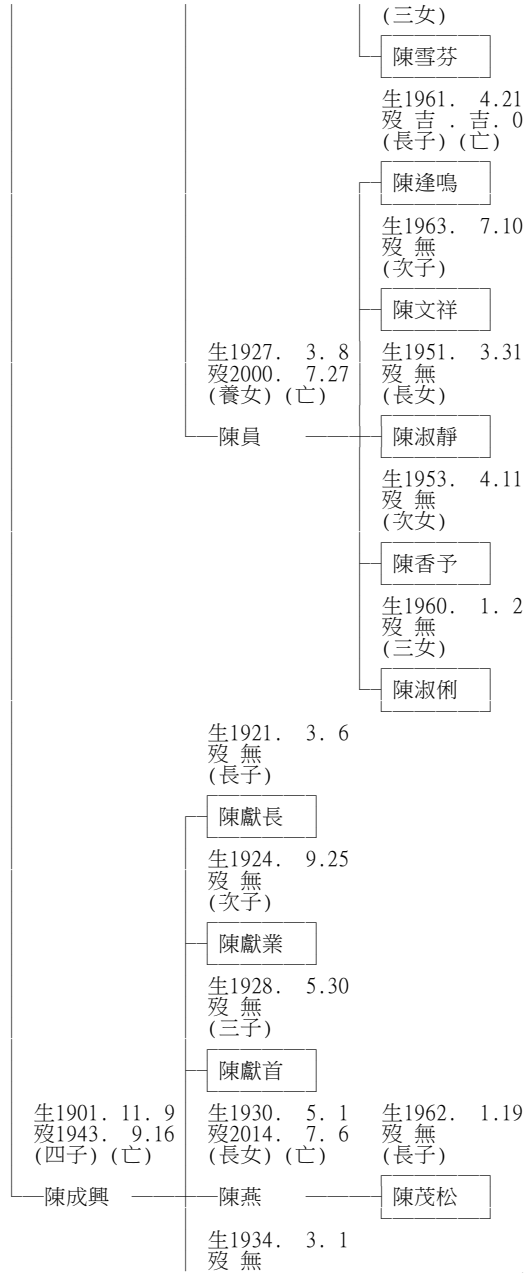 (三女)
陳雪芬
生1961. 4.21
歿 吉 . 吉. 0
(長子) (亡)
陳逢鳴
生1963. 7.10
歿 無
(次子)
陳文祥
生1927. 3. 8 生1951. 3.31
歿2000. 7.27 歿 無
(養女) (亡) (長女)
陳員 陳淑靜
生1953. 4.11
歿 無
(次女)
陳香予
生1960. 1. 2
歿 無
(三女)
陳淑俐
生1921. 3. 6
歿 無
(長子)
陳獻長
生1924. 9.25
歿 無
(次子)
陳獻業
生1928. 5.30
歿 無
(三子)
陳獻首
生1901. 11. 9 生1930. 5. 1 生1962. 1.19
歿1943. 9.16 歿2014. 7. 6 歿 無
(四子) (亡) (長女) (亡) (長子)
陳成興 陳燕 陳茂松
生1934. 3. 1
歿 無